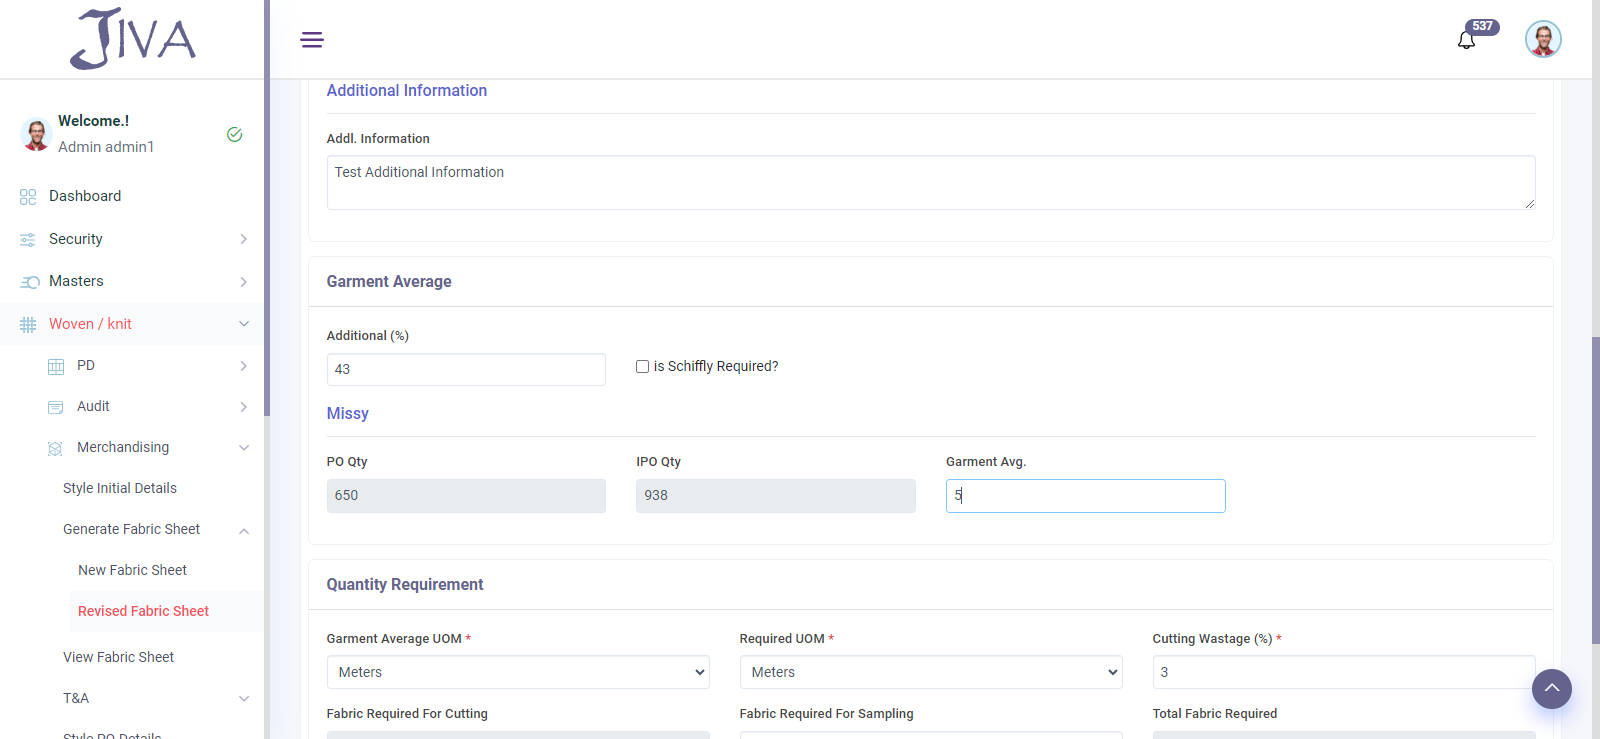 JIVA
537
Welcome.!
Admin admin1
Dashboard
Security
Masters
Woven / knit
PD
Audit
Merchandising
Style Initial Details
Generate Fabric Sheet
New Fabric Sheet
Revised Fabric Sheet
View Fabric Sheet
T&A
Style PO Details
Additional Information
Addl. Information
Test Additional Information
Garment Average
Additional (%)
43
is Schiffly Required?
Missy
PO Qty IPO Qty Garment Avg.
650 938 5
Quantity Requirement
Garment Average UOM * Required UOM * Cutting Wastage (%) *
Meters Meters 3
Fabric Required For Cutting Fabric Required For Sampling Total Fabric Required